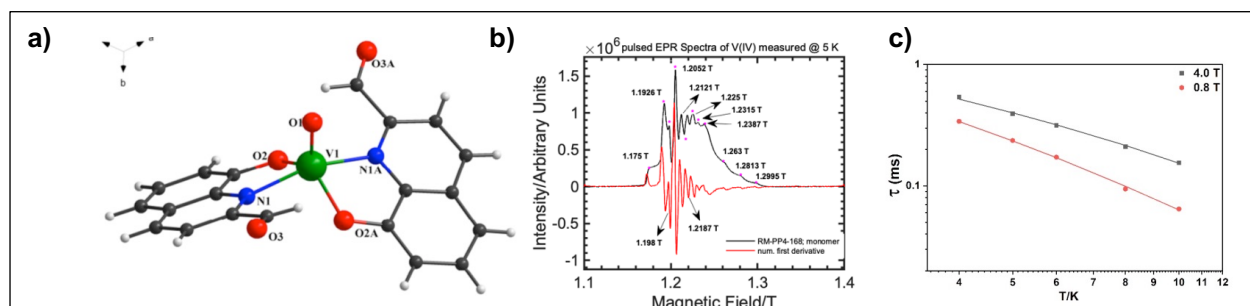 a)
a
b
O3A
O1
O2
V1
N1A
N1
O2A
O3
b)
×10⁶ pulsed EPR Spectra of V(IV) measured @ 5 K
Intensity/Arbitrary Units
1.5
1
0.5
0
-0.5
-1
1.2052 T
1.1926 T
1.2121 T
1.225 T
1.2315 T
1.2387 T
1.175 T
1.263 T
1.2813 T
1.2995 T
1.198 T
1.2187 T
RM-PP4-168; monomer
num. first derivative
1.1
1.2
1.3
1.4
Magnetic Field/T
c)
4.0 T
0.8 T
τ (ms)
1
0.1
4
5
6
7
8
9
10
11
12
T/K